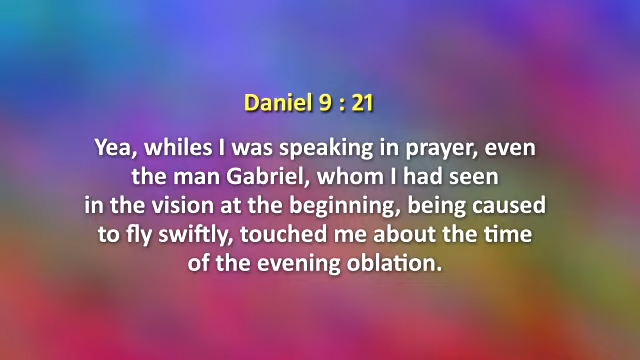 Daniel 9 : 21
Yea, whiles I was speaking in prayer, even
the man Gabriel, whom I had seen
in the vision at the beginning, being caused
to fly swiftly, touched me about the time
of the evening oblation.